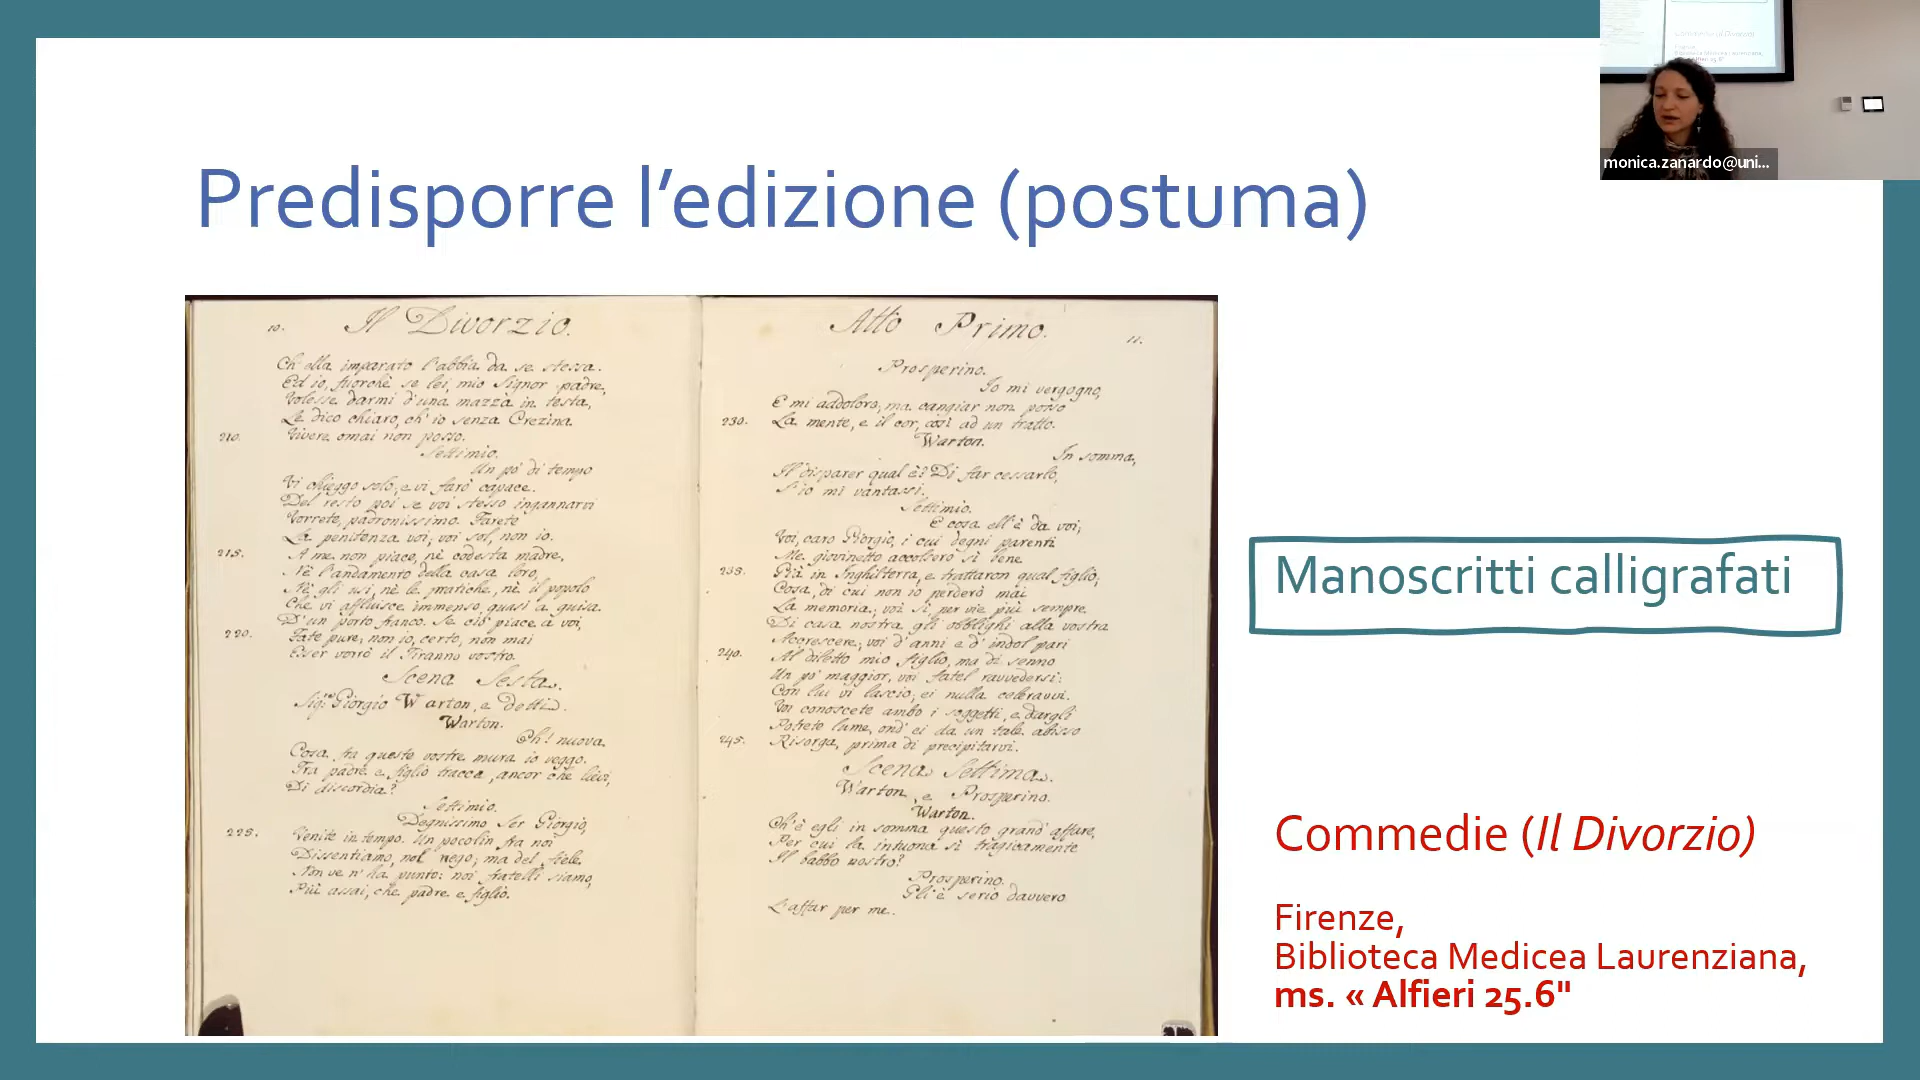 Predisporre l’edizione (postuma)
monica.zanardo@uni...
10.
Il Divorzio.
Ch'ella imparato l'abbia da se stessa.
Ed io, fuorchè se lei, mio Signor padre,
Volesse darmi d'una mazza in testa,
Le dico chiaro, ch'io senza Crezina
210. Vivere omai non posso.
Settimio.
Un po' di tempo
Vi chieggo solo, e vi farò capace.
Del resto poi se voi stesso ingannarvi
Vorrete, padronissimo. Farete
La penitenza voi; voi sol, non io.
215. A me non piace, nè codesta madre,
Nè l'andamento della casa loro,
Nè gli usi, nè le pratiche, nè il popolo
Che vi affluisce immenso, quasi a guisa
D'un porto franco. Se ciò piace a voi,
220. Fate pure; non io, certo, non mai
Esser vorrò il Tiranno vostro.
Scena Sesta.
Sig.r Giorgio Warton, e Detti.
Warton.
Oh! nuova
Cosa fra queste vostre mura io veggo.
Fra padre e figlio tracce, ancor che lievi,
Di discordia?
Settimio.
Degnissimo Ser Giorgio,
225. Venite in tempo. Un pocolin fra noi
Dissentiamo, nol nego; ma del fiele
Non ve n'ha punto: noi fratelli siamo,
Più assai, che padre e figlio.
Atto Primo.
11.
Prosperino.
Io mi vergogno,
E mi addoloro; ma cangiar non posso
230. La mente, e il cor, così ad un tratto.
Warton.
In somma,
Il disparer qual è? Di far cessarlo,
S'io mi vantassi.
Settimio.
E cosa ell'è da voi;
Voi, caro Giorgio, i cui degni parenti
Me giovinetto accolsero sì bene
235. Già in Inghilterra, e trattaron qual figlio;
Cosa, di cui non io perderò mai
La memoria; voi sì, per vie più sempre
Di casa nostra gli obblighi alla vostra
Accrescere; voi d'anni e d'indol pari
240. Al diletto mio figlio, ma di senno
Un po' maggior, voi fatel ravvedersi:
Con lui vi lascio; ei nulla celeravvi.
Voi conoscete ambo i soggetti, e dargli
Potrete lume, ond'ei da un tale abisso
245. Risorga, prima di precipitarvi.
Scena Settima.
Warton, e Prosperino.
Warton.
Ch'è egli in somma questo grand'affare,
Per cui la intuona sì tragicamente
Il babbo vostro?
Prosperino.
Gli è serio davvero
L'affar per me.
Manoscritti calligrafati
Commedie (Il Divorzio)
Firenze,
Biblioteca Medicea Laurenziana,
ms. « Alfieri 25.6"